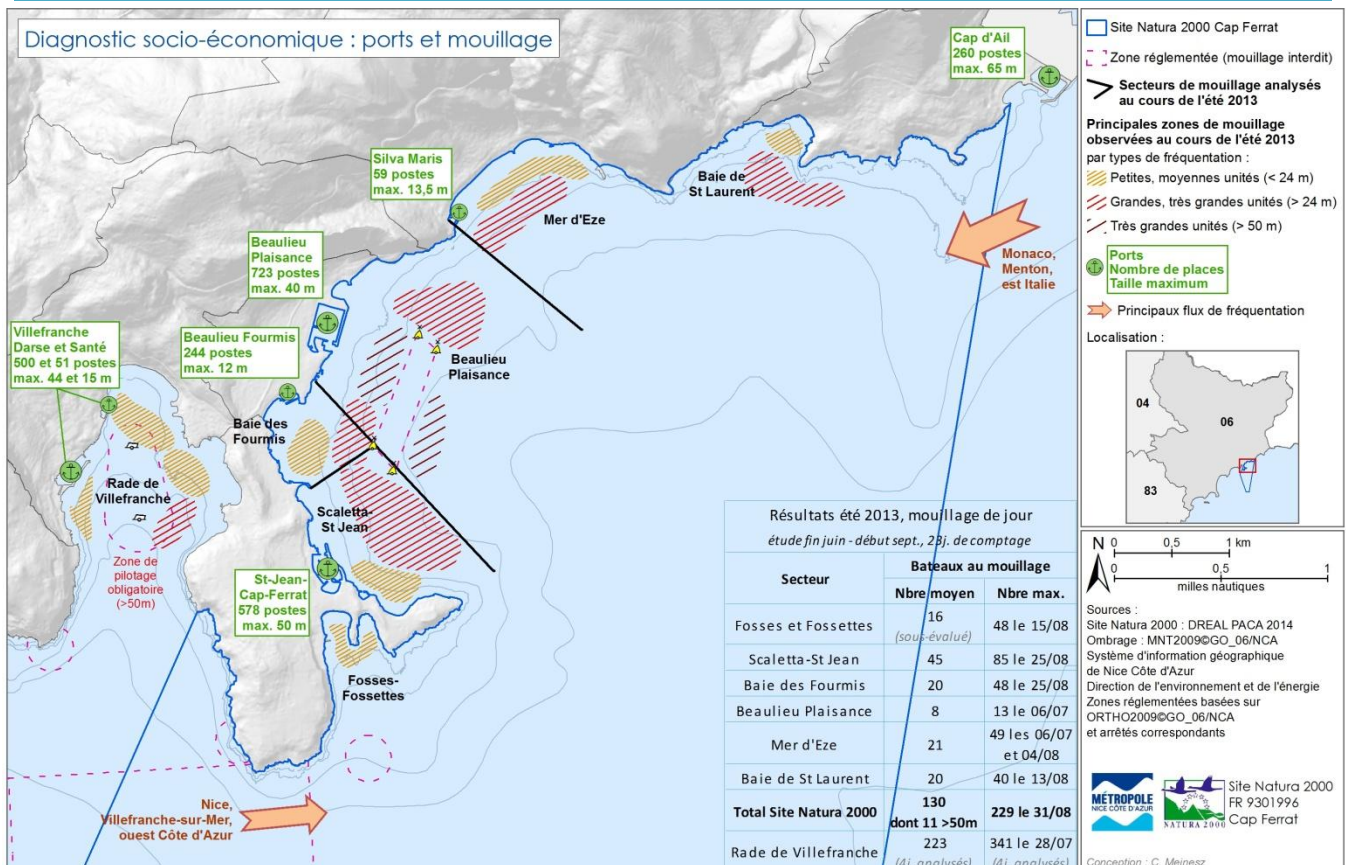 Diagnostic socio-économique : ports et mouillage
Cap d'Ail
260 postes
max. 65 m
Silva Maris
59 postes
max. 13,5 m
Baie de
St Laurent
Mer d'Eze
Monaco,
Menton,
est Italie
Beaulieu
Plaisance
723 postes
max. 40 m
Villefranche
Darse et Santé
500 et 51 postes
max. 44 et 15 m
Beaulieu Fourmis
244 postes
max. 12 m
Beaulieu
Plaisance
Baie des
Fourmis
Rade de
Villefranche
Scaletta-
St Jean
Zone de
pilotage
obligatoire
(>50m)
St-Jean-
Cap-Ferrat
578 postes
max. 50 m
Fosses-
Fossettes
Nice,
Villefranche-sur-Mer,
ouest Côte d'Azur
Résultats été 2013, mouillage de jour
étude fin juin - début sept., 23j. de comptage
Secteur
Bateaux au mouillage
Nbre moyen Nbre max.
Fosses et Fossettes 16 48 le 15/08
(sous-évalué)
Scaletta-St Jean 45 85 le 25/08
Baie des Fourmis 20 48 le 25/08
Beaulieu Plaisance 8 13 le 06/07
Mer d'Eze 21 49 les 06/07
et 04/08
Baie de St Laurent 20 40 le 13/08
Total Site Natura 2000 130 229 le 31/08
dont 11 >50m
Rade de Villefranche 223 341 le 28/07
(4j. analysés) (4j. analysés)
Site Natura 2000 Cap Ferrat
Zone réglementée (mouillage interdit)
Secteurs de mouillage analysés
au cours de l'été 2013
Principales zones de mouillage
observées au cours de l'été 2013
par types de fréquentation :
Petites, moyennes unités (< 24 m)
Grandes, très grandes unités (> 24 m)
Très grandes unités (> 50 m)
Ports
Nombre de places
Taille maximum
Principaux flux de fréquentation
Localisation :
04
06
83
N
0 0,5 1 km
0 0,5 1
milles nautiques
Sources :
Site Natura 2000 : DREAL PACA 2014
Ombrage : MNT2009©GO_06/NCA
Système d'information géographique
de Nice Côte d'Azur
Direction de l'environnement et de l'énergie
Zones réglementées basées sur
ORTHO2009©GO_06/NCA
et arrêtés correspondants
MÉTROPOLE
NICE CÔTE D'AZUR
NATURA 2000
Site Natura 2000
FR 9301996
Cap Ferrat
Conception : C. Meinesz